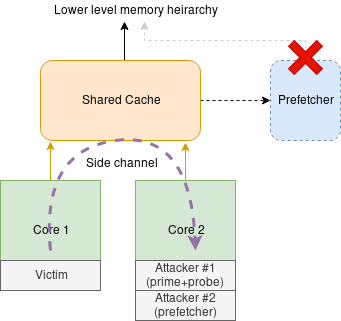 Lower level memory heirarchy
Shared Cache
Prefetcher
Side channel
Core 1
Core 2
Victim
Attacker #1
(prime+probe)
Attacker #2
(prefetcher)